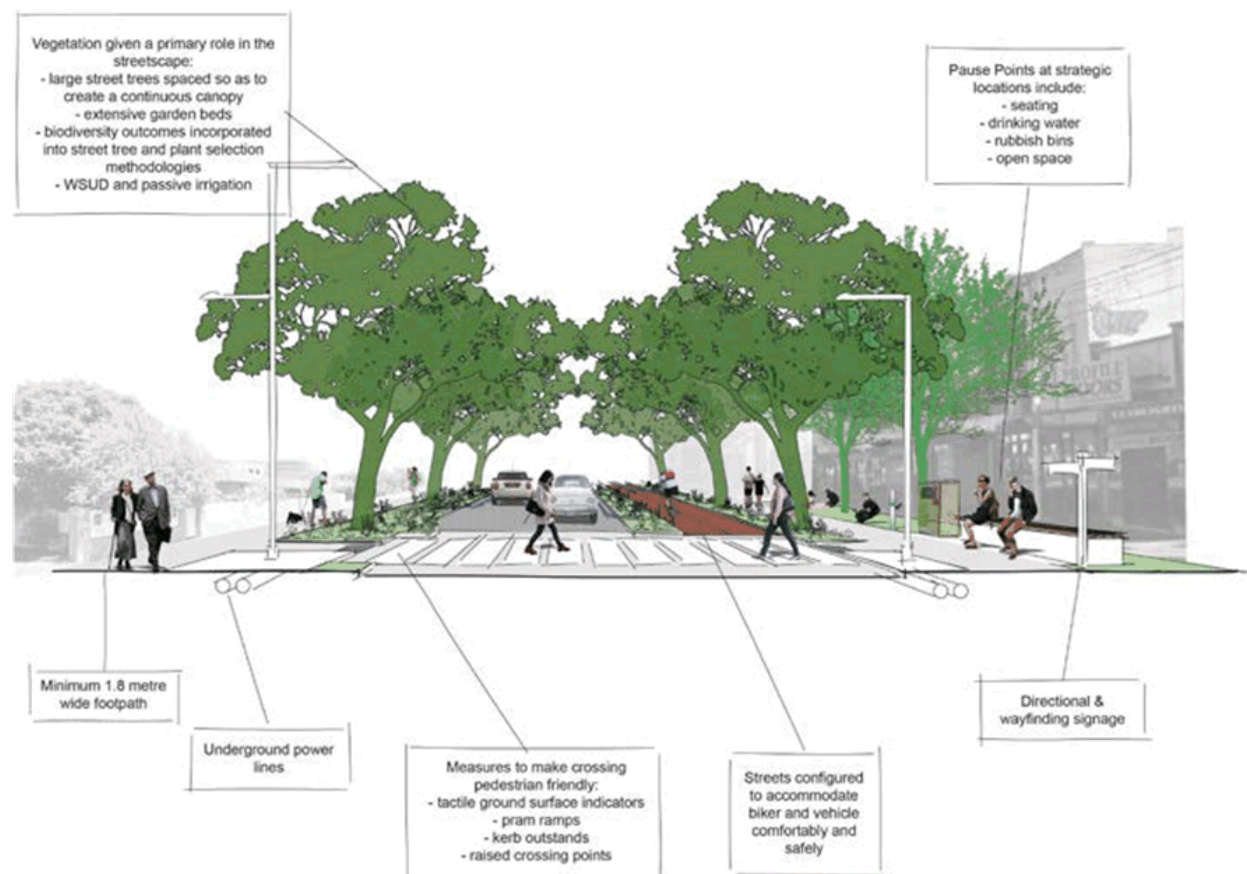 Vegetation given a primary role in the
streetscape:
- large street trees spaced so as to
create a continuous canopy
- extensive garden beds
- biodiversity outcomes incorporated
into street tree and plant selection
methodologies
- WSUD and passive irrigation
Pause Points at strategic
locations include:
- seating
- drinking water
- rubbish bins
- open space
Minimum 1.8 metre
wide footpath
Underground power
lines
Measures to make crossing
pedestrian friendly:
- tactile ground surface indicators
- pram ramps
- kerb outstands
- raised crossing points
Streets configured
to accommodate
biker and vehicle
comfortably and
safely
Directional &
wayfinding signage